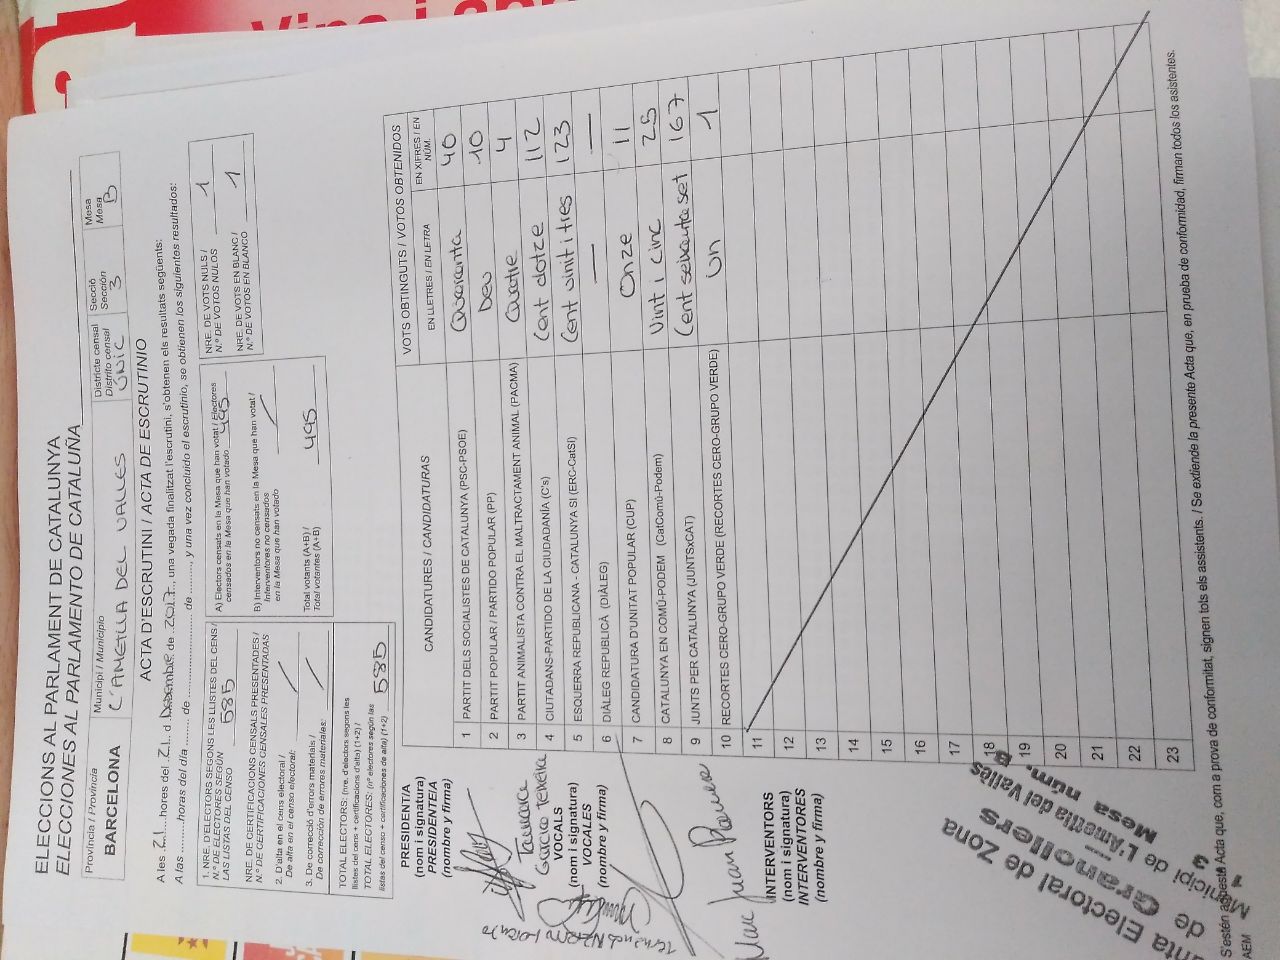 ELECCIONS AL PARLAMENT DE CATALUNYA
ELECCIONES AL PARLAMENTO DE CATALUÑA
Província / Provincia
BARCELONA
Municipi / Municipio
L'AMETLLA DEL VALLES
Districte censal
Distrito censal
ÚNIC
Secció
Sección
3
Mesa
Mesa
B
ACTA D'ESCRUTINI / ACTA DE ESCRUTINIO
A les 21 hores del 21 d Desembre de 2017, una vegada finalitzat l'escrutini, s'obtenen els resultats següents:
A las ......... horas del día ........ de ........................ de ........, y una vez concluido el escrutinio, se obtienen los siguientes resultados:
1. NRE. D'ELECTORS SEGONS LES LLISTES DEL CENS /
N.º DE ELECTORES SEGÚN
LAS LISTAS DEL CENSO 585
NRE. DE CERTIFICACIONS CENSALS PRESENTADES /
N.º DE CERTIFICACIONES CENSALES PRESENTADAS
2. D'alta en el cens electoral /
De alta en el censo electoral: /
3. De correcció d'errors materials /
De corrección de errores materiales: /
TOTAL ELECTORS: (nre. d'electors segons les
llistes del cens + certificacions d'alta) (1+2) /
TOTAL ELECTORES: (nº electores según las
listas del censo + certificaciones de alta) (1+2) 585
A) Electors censats en la Mesa que han votat / Electores
censados en la Mesa que han votado 495
B) Interventors no censats en la Mesa que han votat /
Interventores no censados
en la Mesa que han votado /
Total votants (A+B) /
Total votantes (A+B) 495
NRE. DE VOTS NULS /
N.º DE VOTOS NULOS 1
NRE. DE VOTS EN BLANC /
N.º DE VOTOS EN BLANCO 1
PRESIDENT/A
(nom i signatura)
PRESIDENTE/A
(nombre y firma)
Garcia Teixeira
VOCALS
(nom i signatura)
VOCALES
(nombre y firma)
Marc Juan
INTERVENTORS
(nom i signatura)
INTERVENTORES
(nombre y firma)
CANDIDATURES / CANDIDATURAS
VOTS OBTINGUTS / VOTOS OBTENIDOS
EN LLETRES / EN LETRA
EN XIFRES / EN NÚM.
1 PARTIT DELS SOCIALISTES DE CATALUNYA (PSC-PSOE) Quaranta 40
2 PARTIT POPULAR / PARTIDO POPULAR (PP) Deu 10
3 PARTIT ANIMALISTA CONTRA EL MALTRACTAMENT ANIMAL (PACMA) Quatre 4
4 CIUTADANS-PARTIDO DE LA CIUDADANÍA (C's) Cent dotze 112
5 ESQUERRA REPUBLICANA - CATALUNYA SÍ (ERC-CatSÍ) Cent vint i tres 123
6 DIÀLEG REPUBLICÀ (DIÀLEG) — —
7 CANDIDATURA D'UNITAT POPULAR (CUP) Onze 11
8 CATALUNYA EN COMÚ-PODEM (CatComú-Podem) Vint i cinc 25
9 JUNTS PER CATALUNYA (JUNTSxCAT) Cent seixanta set 167
10 RECORTES CERO-GRUPO VERDE (RECORTES CERO-GRUPO VERDE) Un 1
11
12
13
14
15
16
17
18
19
20
21
22
23
Junta Electoral de Zona
de Granollers
Municipi de L'Ametlla del Vallès
1 3 Mesa núm. B
S'estén aquesta Acta que, com a prova de conformitat, signen tots els assistents. / Se extiende la presente Acta que, en prueba de conformidad, firman todos los asistentes.
AEM